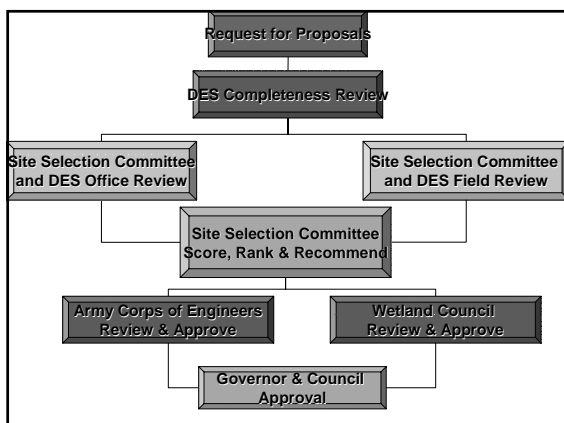 Request for Proposals
DES Completeness Review
Site Selection Committee
and DES Office Review
Site Selection Committee
and DES Field Review
Site Selection Committee
Score, Rank & Recommend
Army Corps of Engineers
Review & Approve
Wetland Council
Review & Approve
Governor & Council
Approval